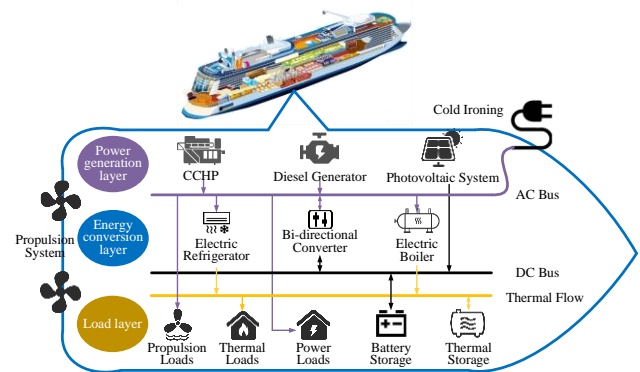 Cold Ironing
Power
generation
layer
CCHP
Diesel Generator
Photovoltaic System
AC Bus
Propulsion
System
Energy
conversion
layer
Electric
Refrigerator
Bi-directional
Converter
Electric
Boiler
DC Bus
Thermal Flow
Load layer
Propulsion
Loads
Thermal
Loads
Power
Loads
Battery
Storage
Thermal
Storage